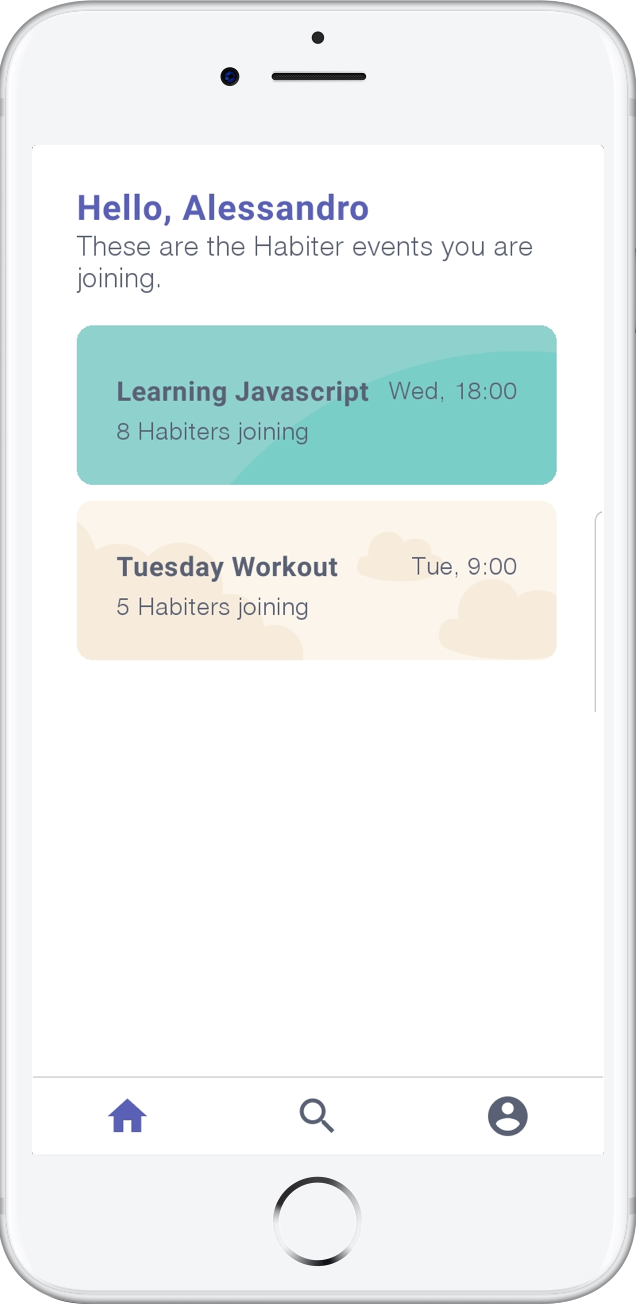 Hello, Alessandro
These are the Habiter events you are
joining.
Learning Javascript Wed, 18:00
8 Habiters joining
Tuesday Workout Tue, 9:00
5 Habiters joining